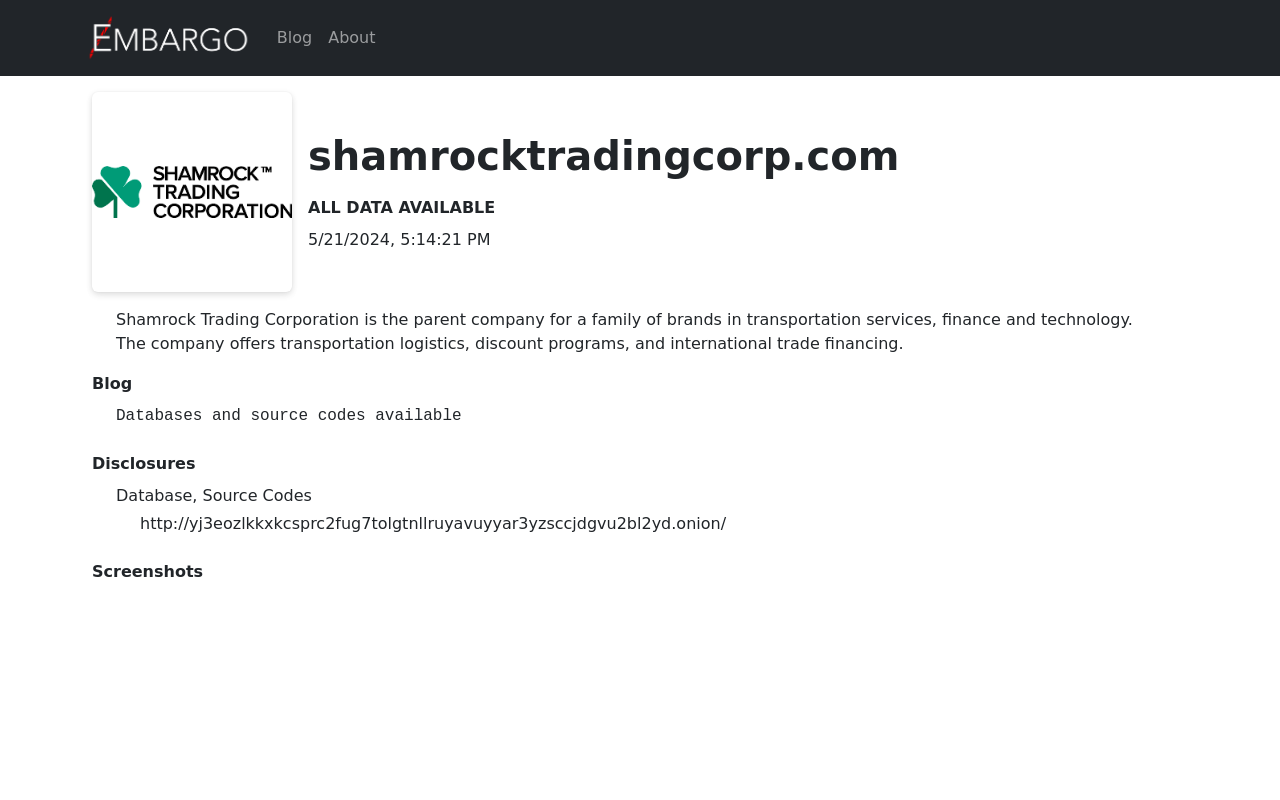 EMBARGO Blog About
SHAMROCK™
TRADING
CORPORATION
shamrocktradingcorp.com
ALL DATA AVAILABLE
5/21/2024, 5:14:21 PM
Shamrock Trading Corporation is the parent company for a family of brands in transportation services, finance and technology.
The company offers transportation logistics, discount programs, and international trade financing.
Blog
Databases and source codes available
Disclosures
Database, Source Codes
http://yj3eozlkkxkcsprc2fug7tolgtnllruyavuyyar3yzsccjdgvu2bl2yd.onion/
Screenshots